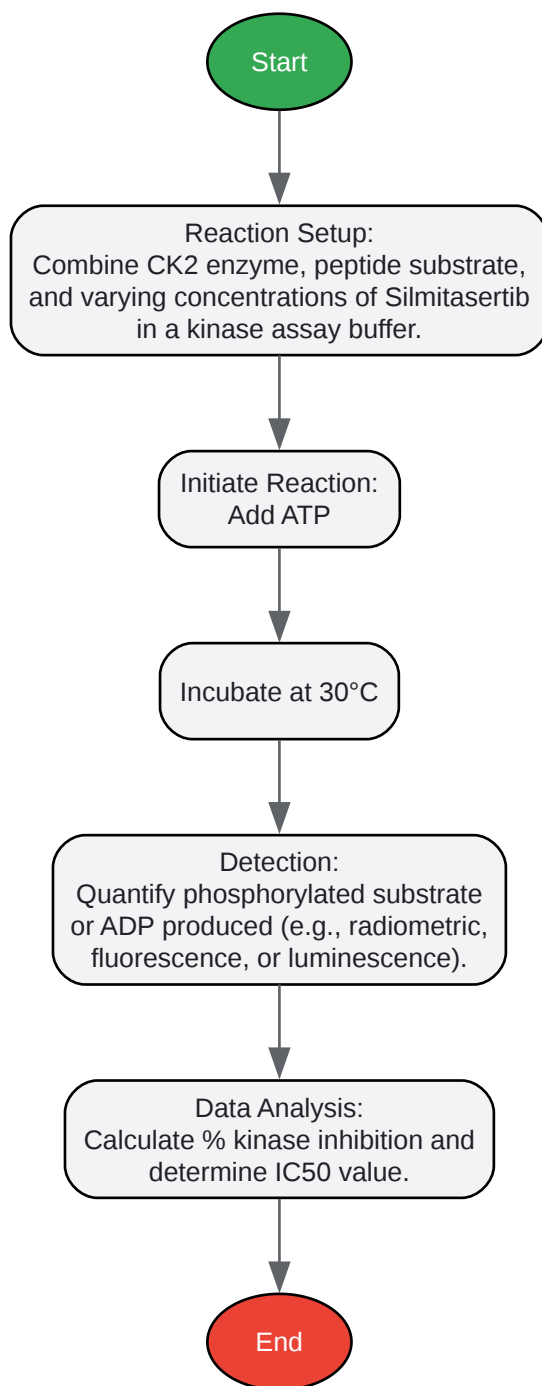 Start
Reaction Setup:
Combine CK2 enzyme, peptide substrate,
and varying concentrations of Silmitasertib
in a kinase assay buffer.
Initiate Reaction:
Add ATP
Incubate at 30°C
Detection:
Quantify phosphorylated substrate
or ADP produced (e.g., radiometric,
fluorescence, or luminescence).
Data Analysis:
Calculate % kinase inhibition and
determine IC50 value.
End